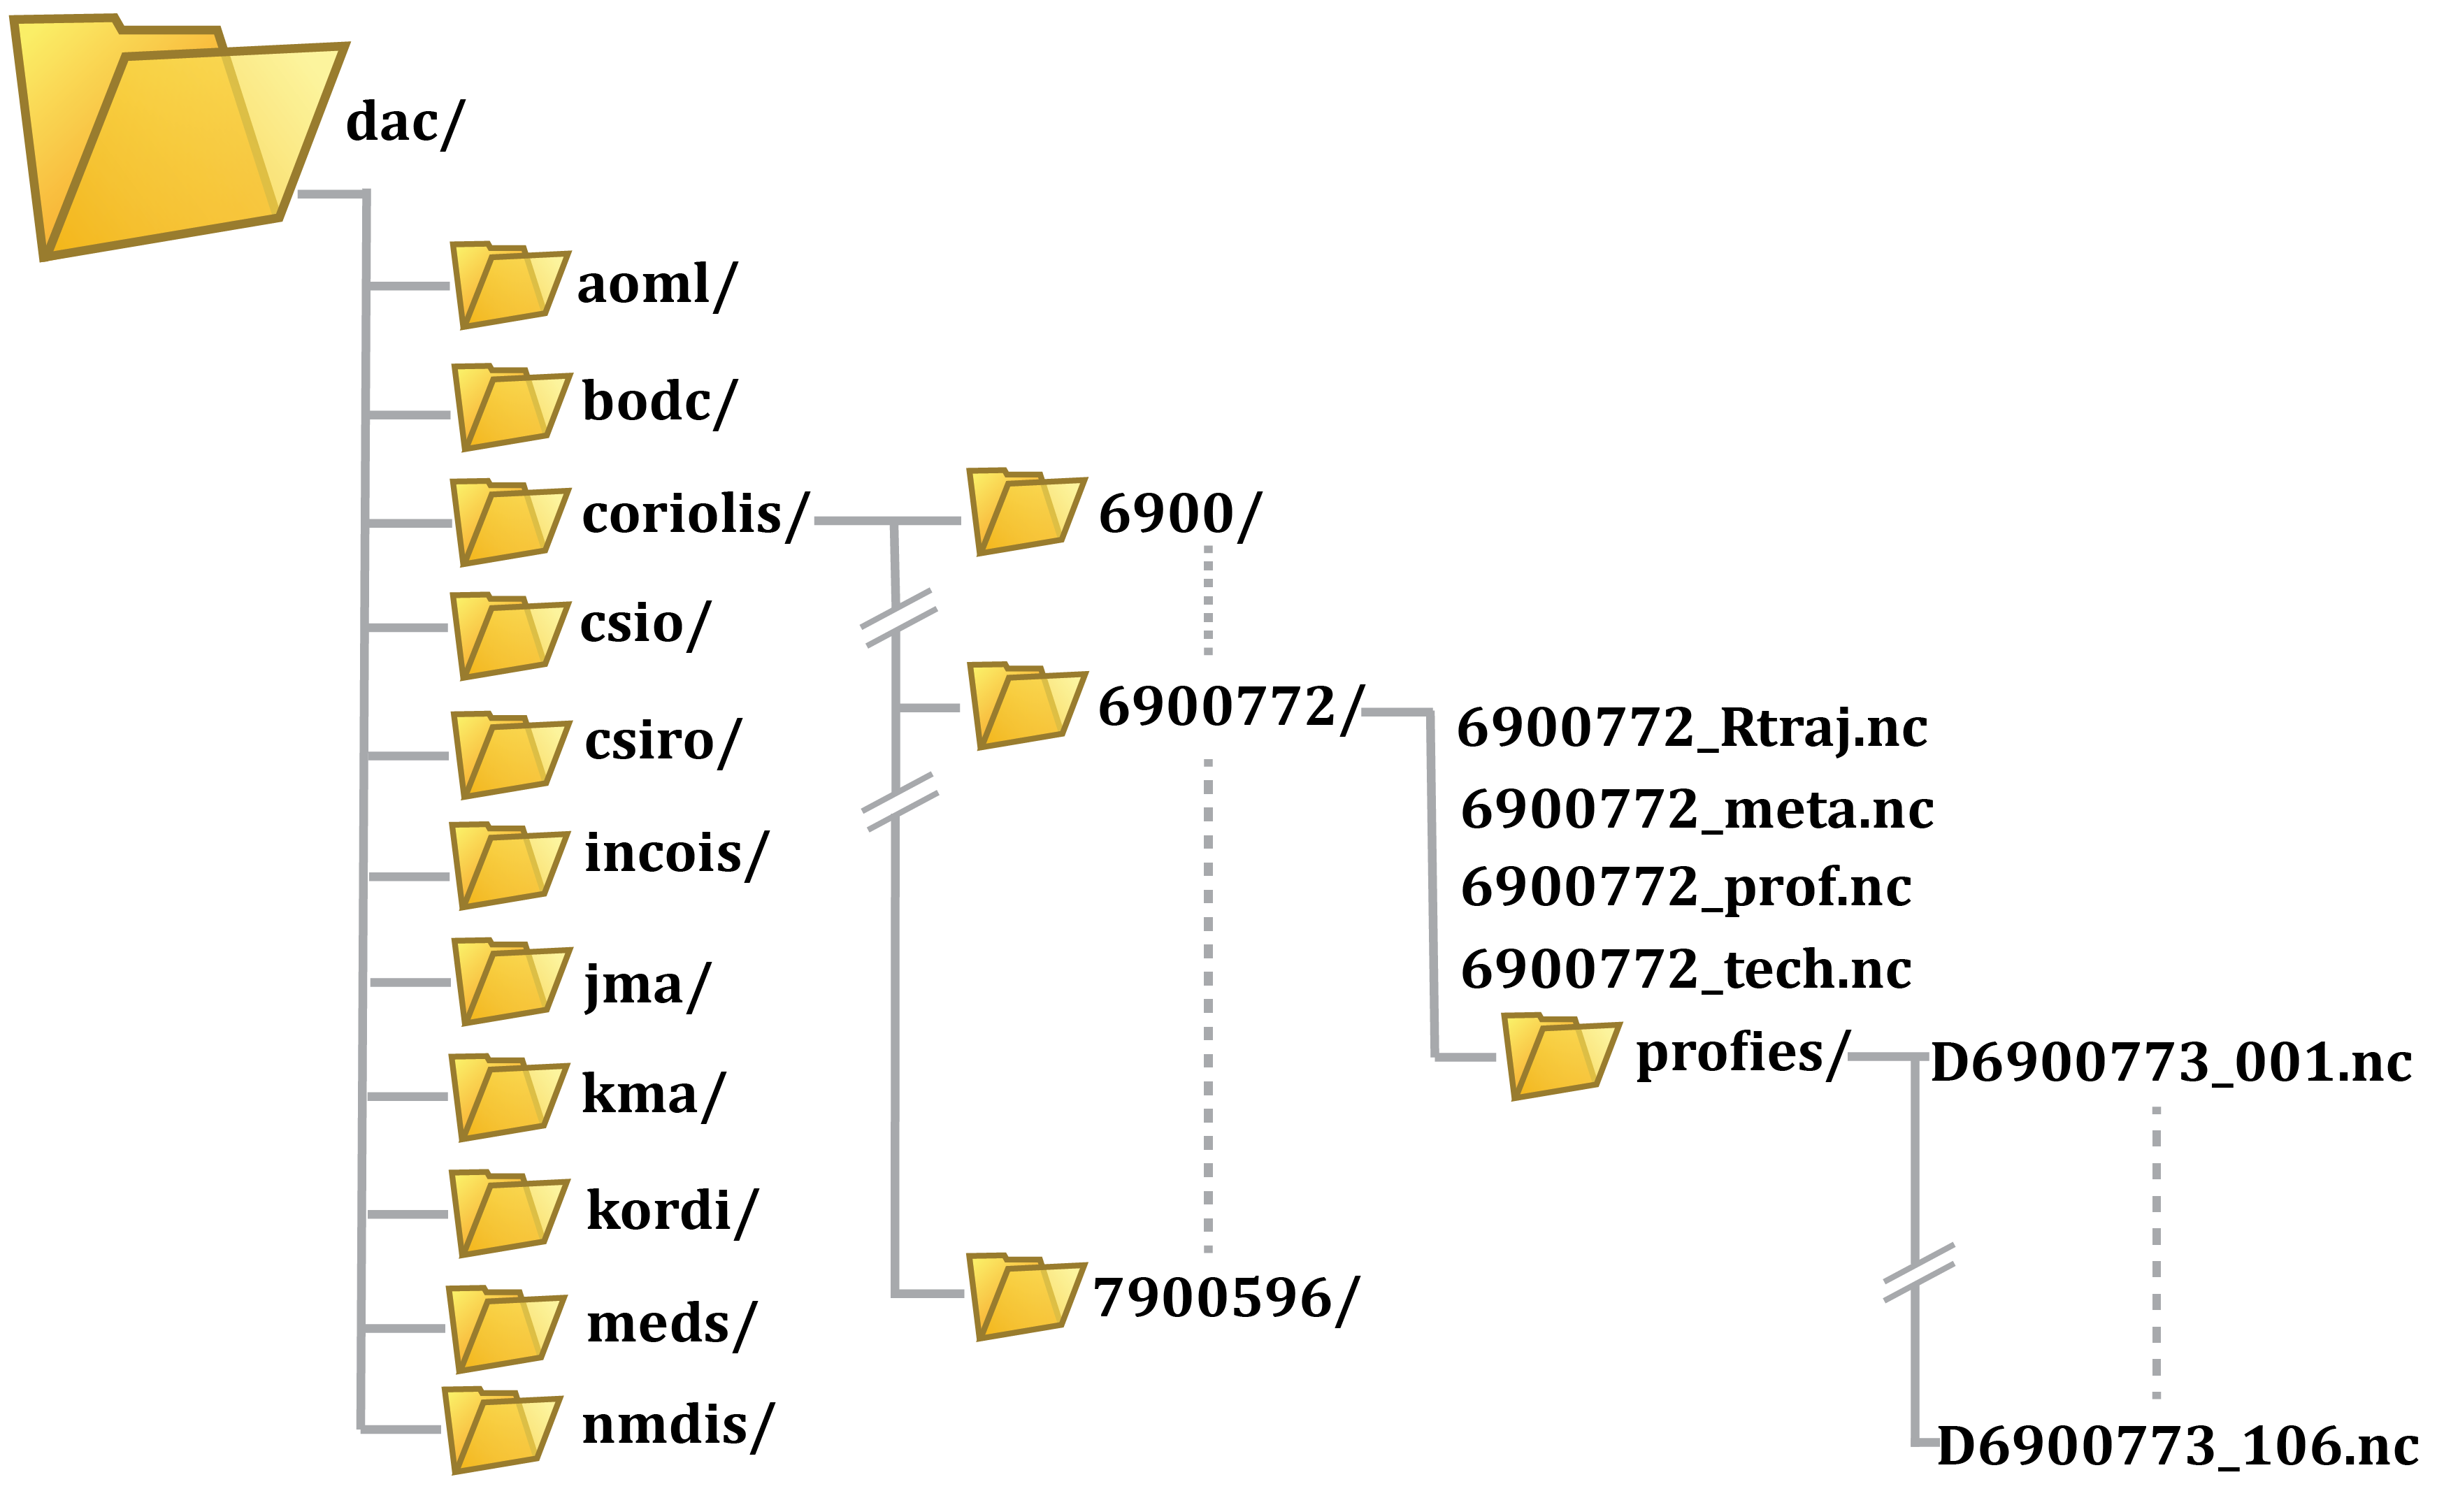 dac/
aoml/
bodc/
coriolis/
csio/
csiro/
incois/
jma/
kma/
kordi/
meds/
nmdis/
6900/
6900772/
7900596/
6900772_Rtraj.nc
6900772_meta.nc
6900772_prof.nc
6900772_tech.nc
profies/
D6900773_001.nc
D6900773_106.nc